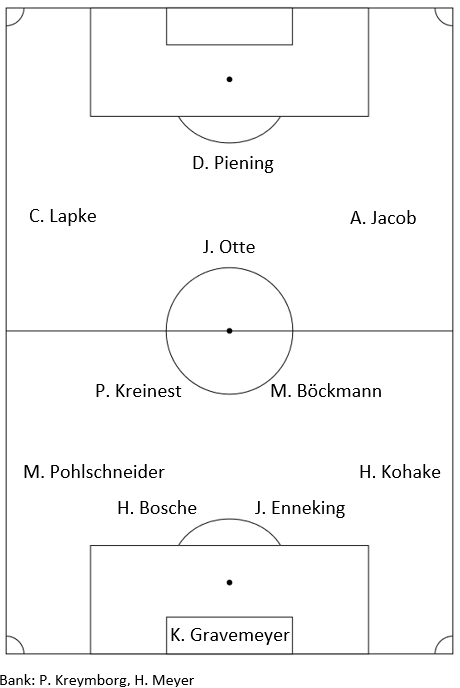 D. Piening
C. Lapke
A. Jacob
J. Otte
P. Kreinest
M. Böckmann
M. Pohlschneider
H. Kohake
H. Bosche
J. Enneking
K. Gravemeyer
Bank: P. Kreymborg, H. Meyer